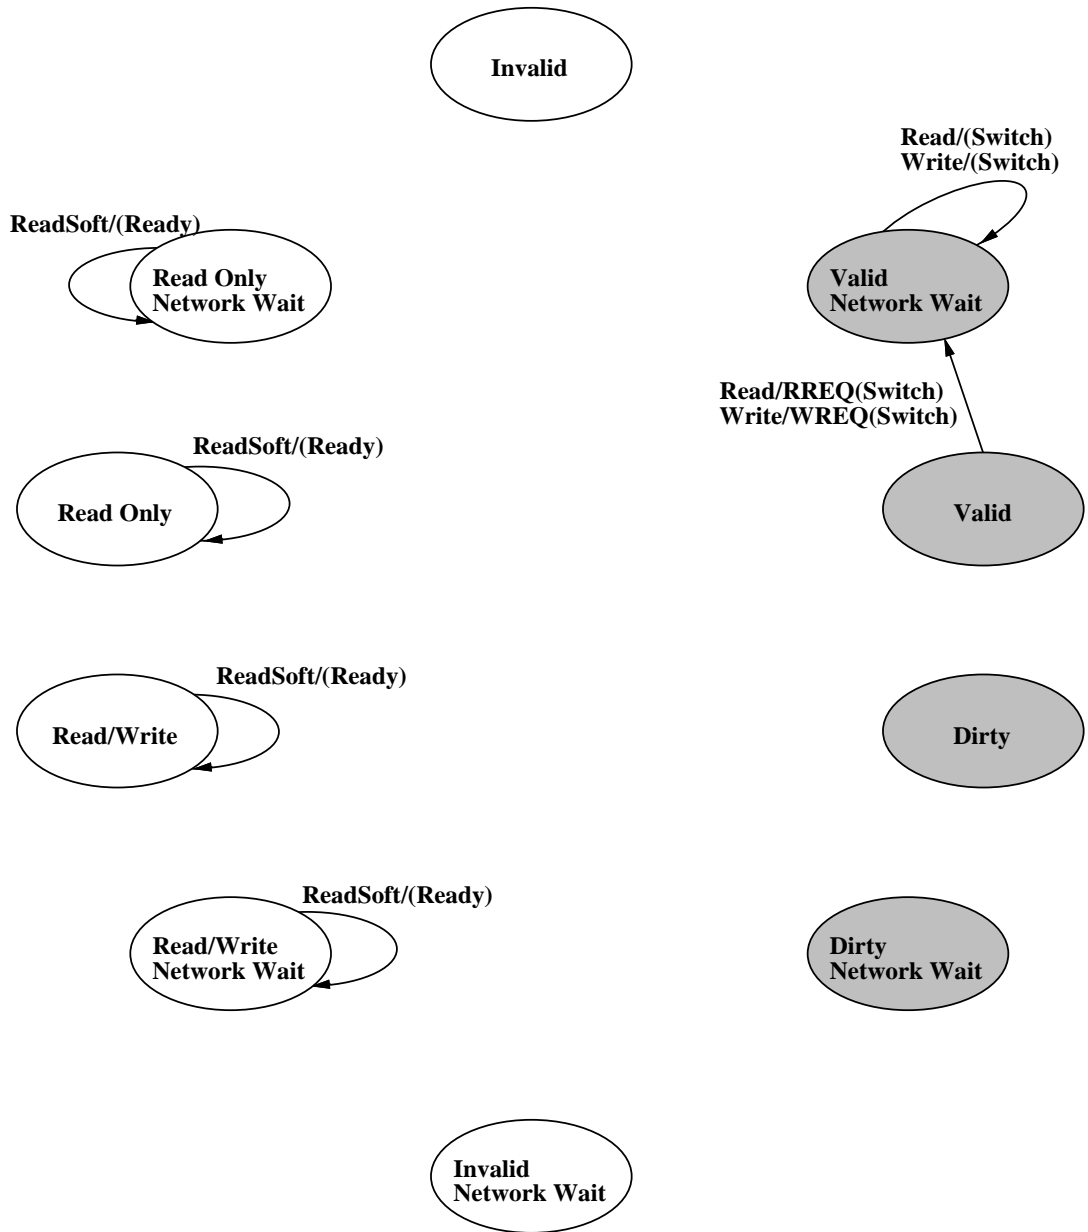 Invalid
Read/(Switch)
Write/(Switch)
ReadSoft/(Ready)
Read Only
Network Wait
Valid
Network Wait
Read/RREQ(Switch)
Write/WREQ(Switch)
ReadSoft/(Ready)
Read Only
Valid
ReadSoft/(Ready)
Read/Write
Dirty
ReadSoft/(Ready)
Read/Write
Network Wait
Dirty
Network Wait
Invalid
Network Wait